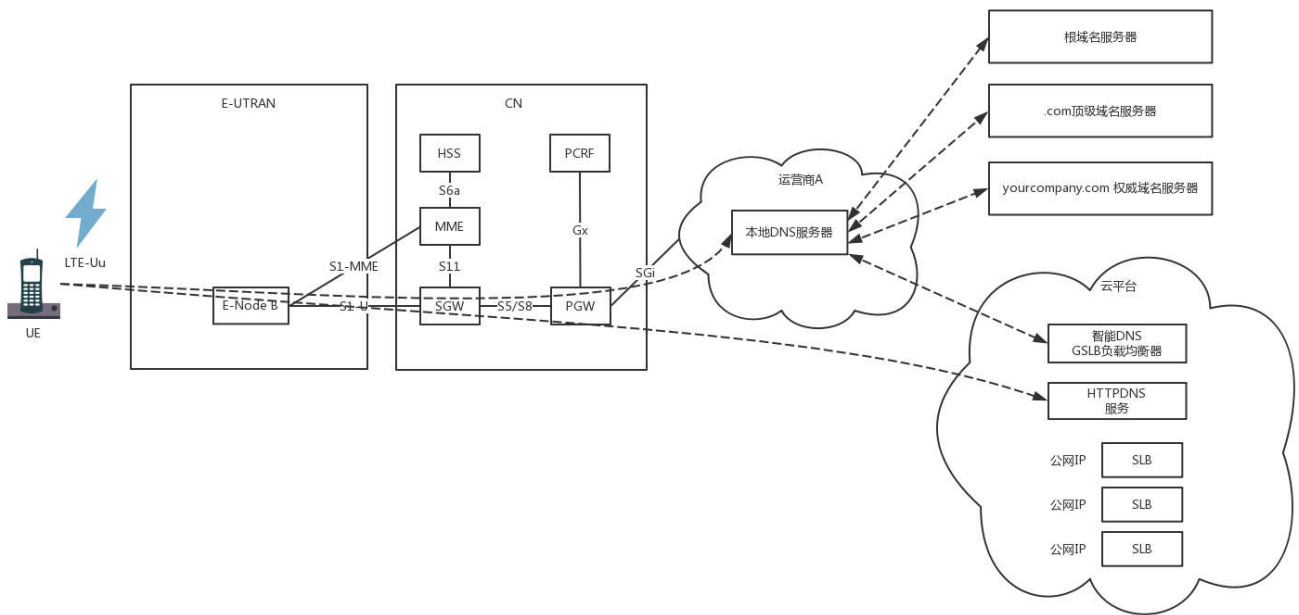 根域名服务器
E-UTRAN
CN
.com顶级域名服务器
HSS
PCRF
运营商A
yourcompany.com 权威域名服务器
S6a
MME
Gx
本地DNS服务器
LTE-Uu
S1-MME
S11
SGi
云平台
E-Node B
S1-U
SGW
S5/S8
PGW
UE
智能DNS
GSLB负载均衡器
HTTPDNS
服务
公网IP SLB
公网IP SLB
公网IP SLB